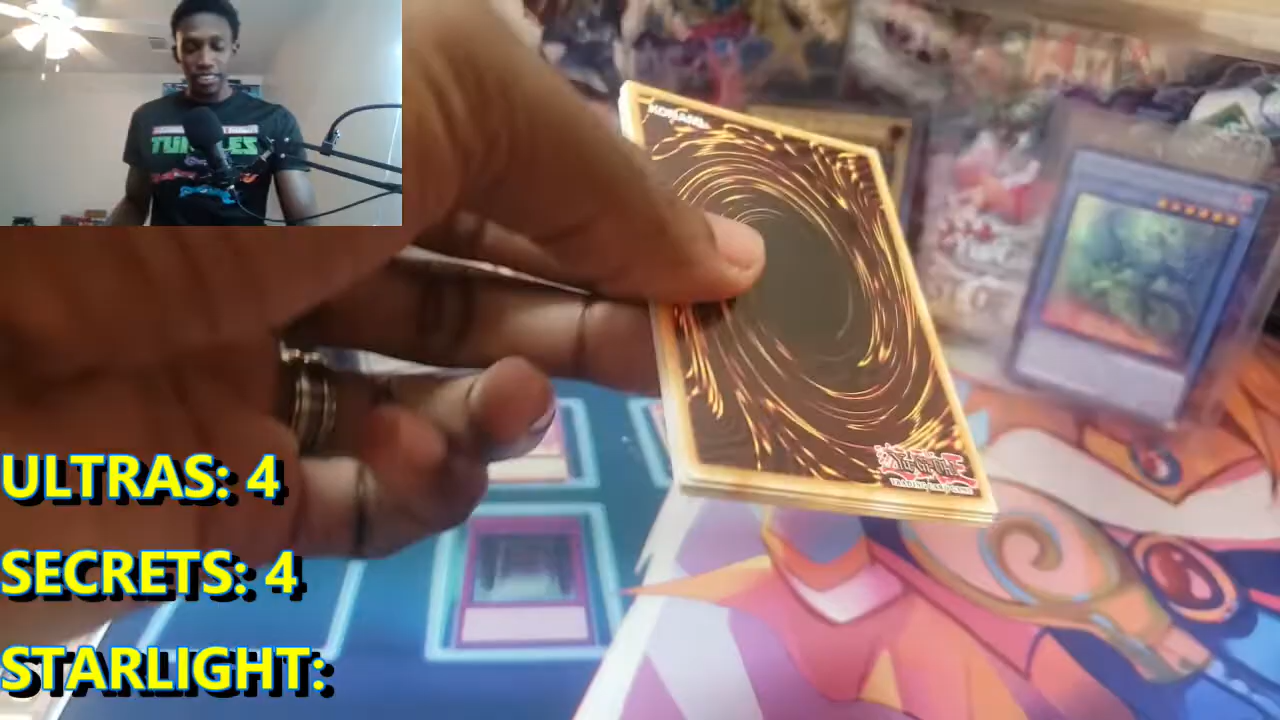 TURTLES
KONAMI
YU-GI-OH!
TRADING CARD GAME
ULTRAS: 4
SECRETS: 4
STARLIGHT: